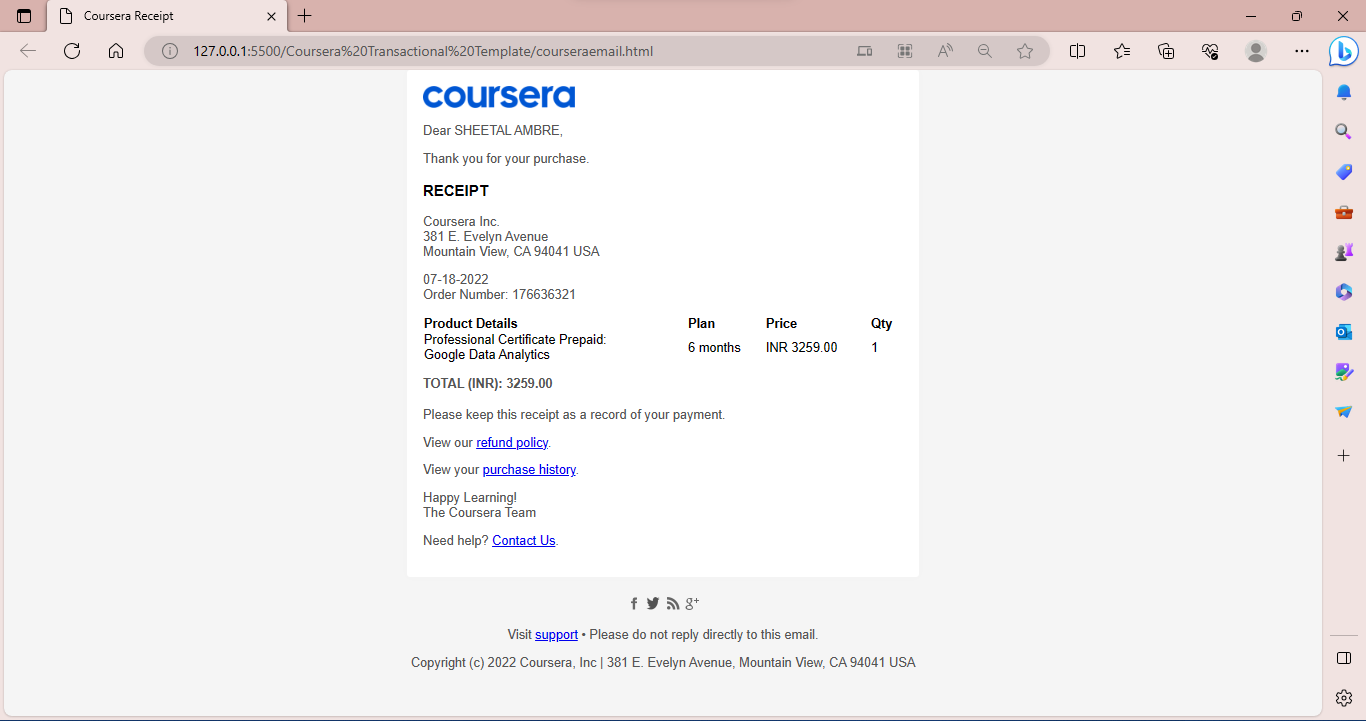 Coursera Receipt
127.0.0.1:5500/Coursera%20Transactional%20Template/courseraemail.html
coursera
Dear SHEETAL AMBRE,
Thank you for your purchase.
RECEIPT
Coursera Inc.
381 E. Evelyn Avenue
Mountain View, CA 94041 USA
07-18-2022
Order Number: 176636321
Product Details Plan Price Qty
Professional Certificate Prepaid:
Google Data Analytics 6 months INR 3259.00 1
TOTAL (INR): 3259.00
Please keep this receipt as a record of your payment.
View our refund policy.
View your purchase history.
Happy Learning!
The Coursera Team
Need help? Contact Us.
Visit support • Please do not reply directly to this email.
Copyright (c) 2022 Coursera, Inc | 381 E. Evelyn Avenue, Mountain View, CA 94041 USA